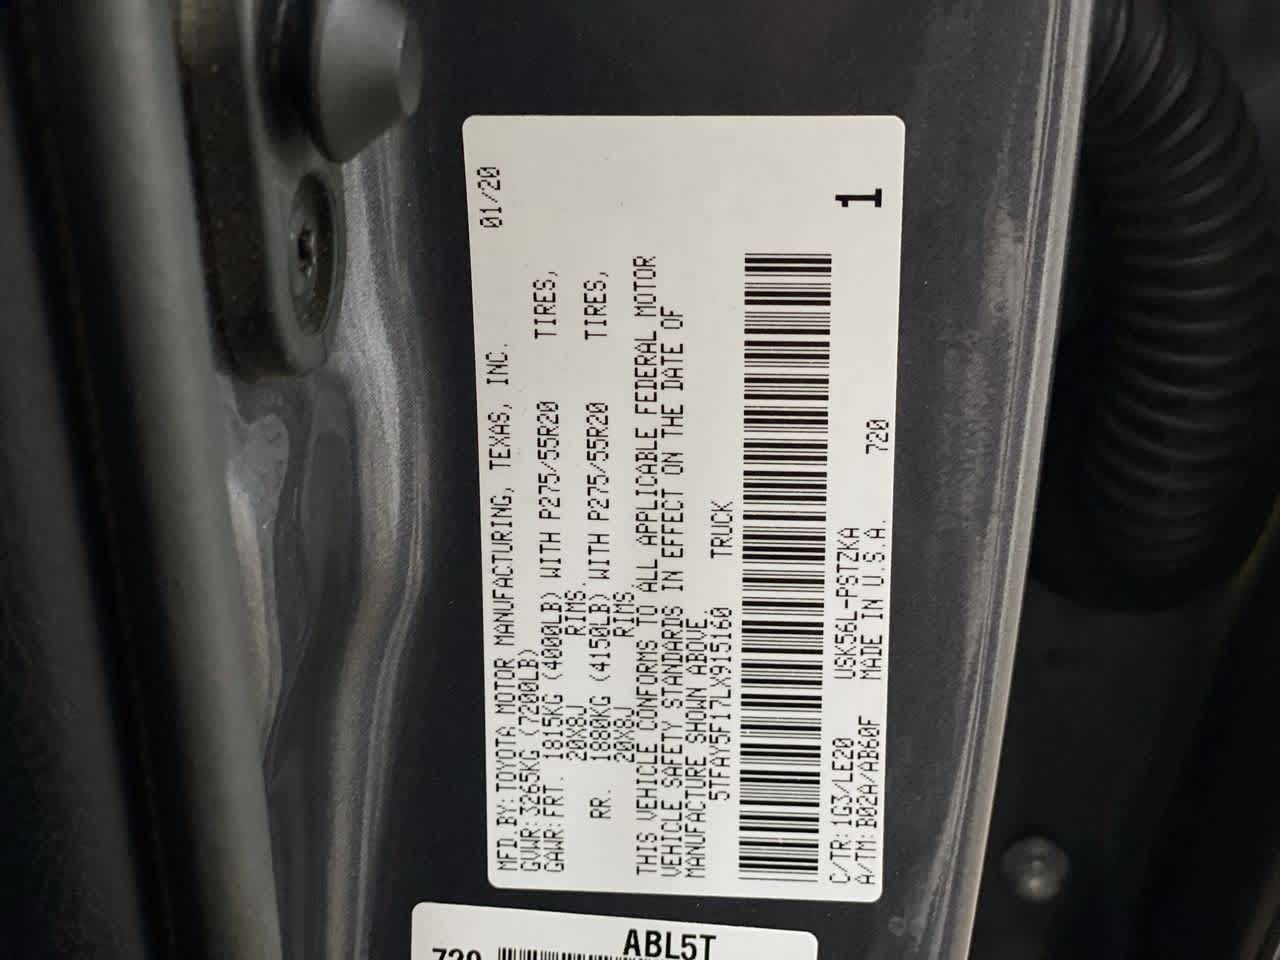 MFD.BY:TOYOTA MOTOR MANUFACTURING, TEXAS, INC. 01/20
GVWR:3265KG (7200LB)
GAWR:FRT. 1815KG (4000LB) WITH P275/55R20 TIRES,
20X8J RIMS.
RR. 1880KG (4150LB) WITH P275/55R20 TIRES,
20X8J RIMS.
THIS VEHICLE CONFORMS TO ALL APPLICABLE FEDERAL MOTOR
VEHICLE SAFETY STANDARDS IN EFFECT ON THE DATE OF
MANUFACTURE SHOWN ABOVE
5TFAY5F17LX915160 TRUCK
1
C/TR:1G3/LE20 USK56L-PSTZKA 720
A/TM:B02A/AB60F MADE IN U.S.A.
ABL5T
720